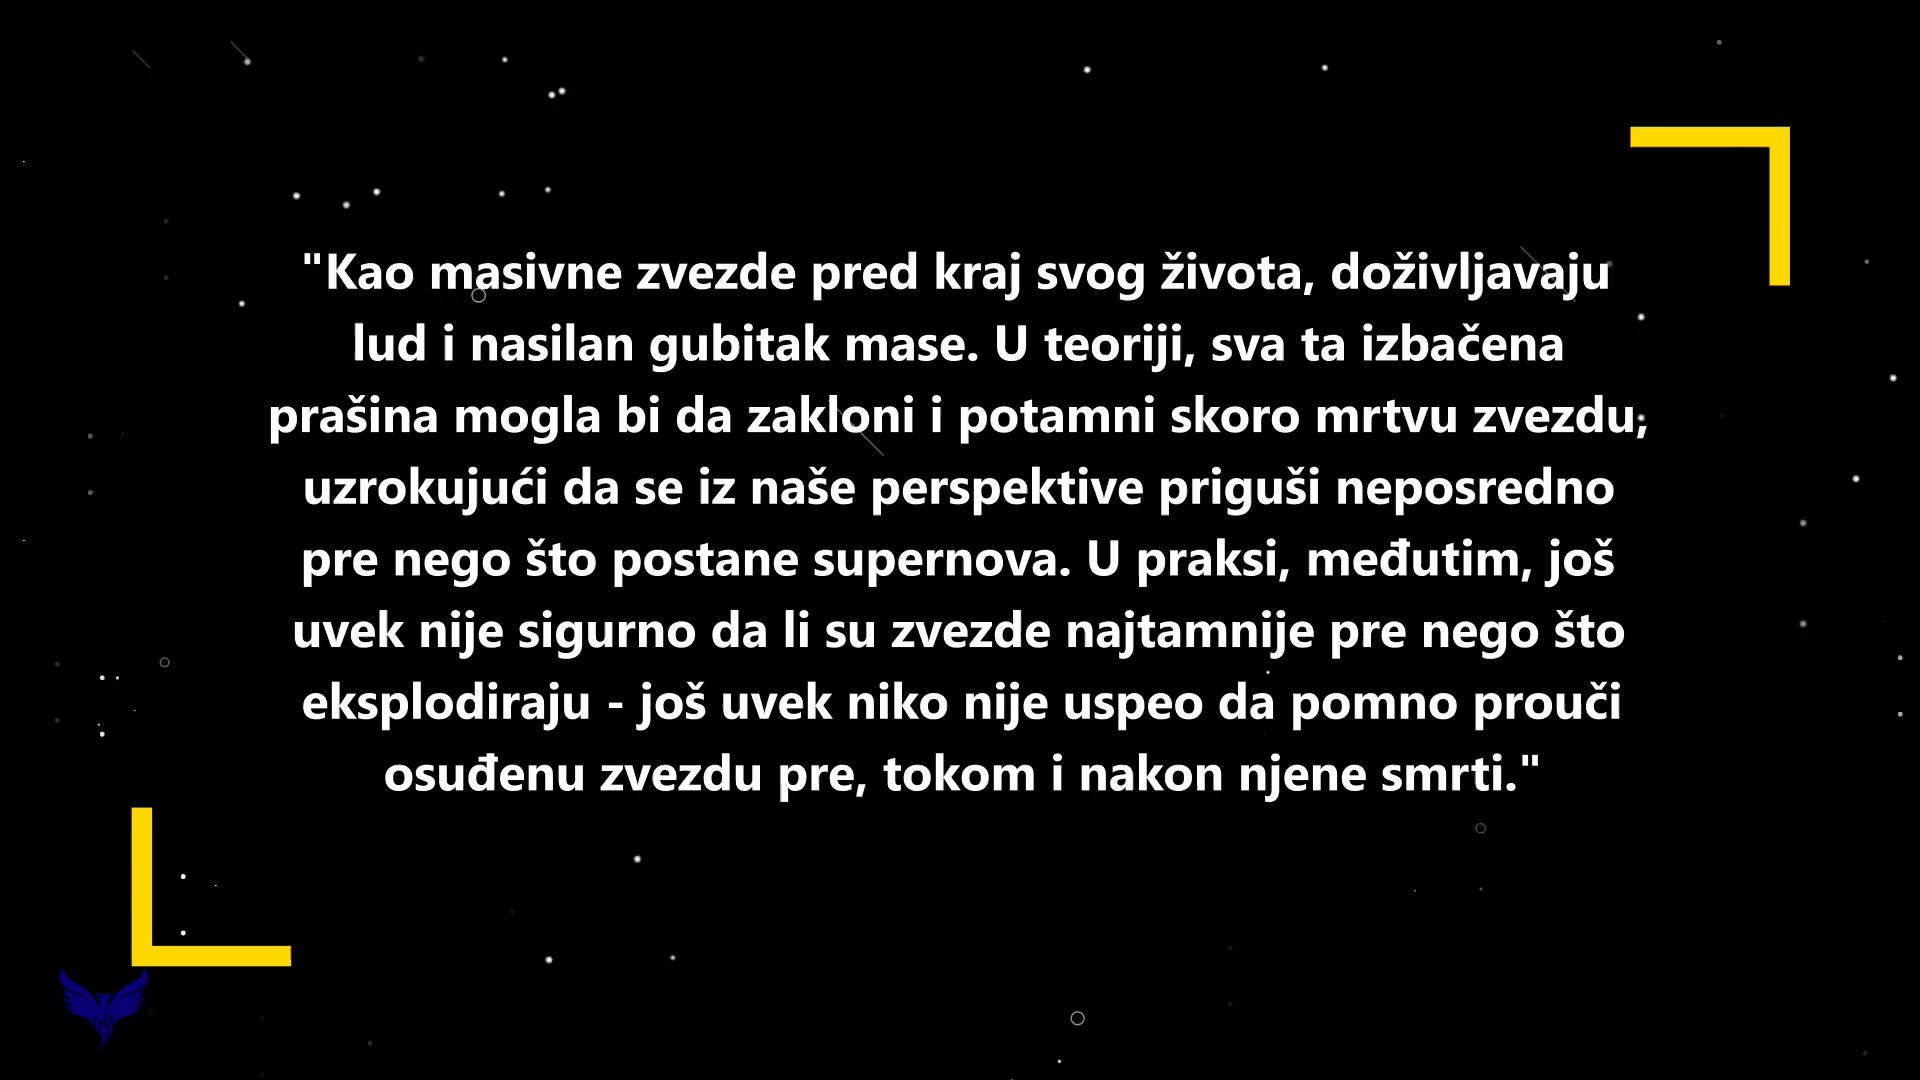 "Kao masivne zvezde pred kraj svog života, doživljavaju
lud i nasilan gubitak mase. U teoriji, sva ta izbačena
prašina mogla bi da zakloni i potamni skoro mrtvu zvezdu,
uzrokujući da se iz naše perspektive priguši neposredno
pre nego što postane supernova. U praksi, međutim, još
uvek nije sigurno da li su zvezde najtamnije pre nego što
eksplodiraju - još uvek niko nije uspeo da pomno prouči
osuđenu zvezdu pre, tokom i nakon njene smrti."